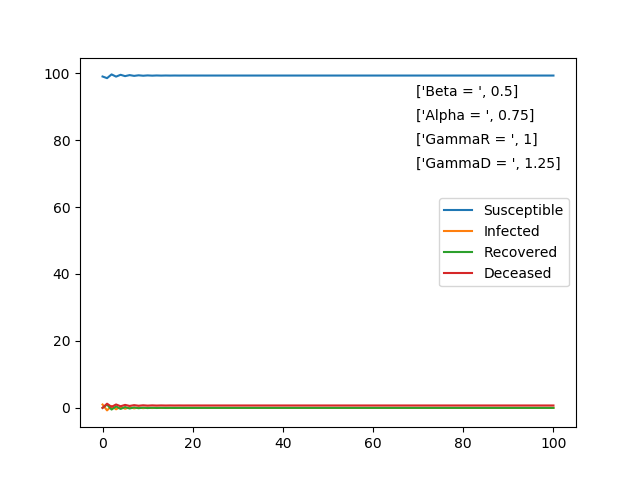 100
80
60
40
20
0
['Beta = ', 0.5]
['Alpha = ', 0.75]
['GammaR = ', 1]
['GammaD = ', 1.25]
Susceptible
Infected
Recovered
Deceased
0 20 40 60 80 100